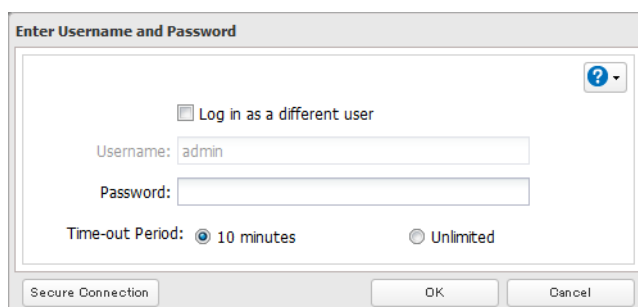 Enter Username and Password
?
Log in as a different user
Username: admin
Password:
Time-out Period: 10 minutes Unlimited
Secure Connection OK Cancel